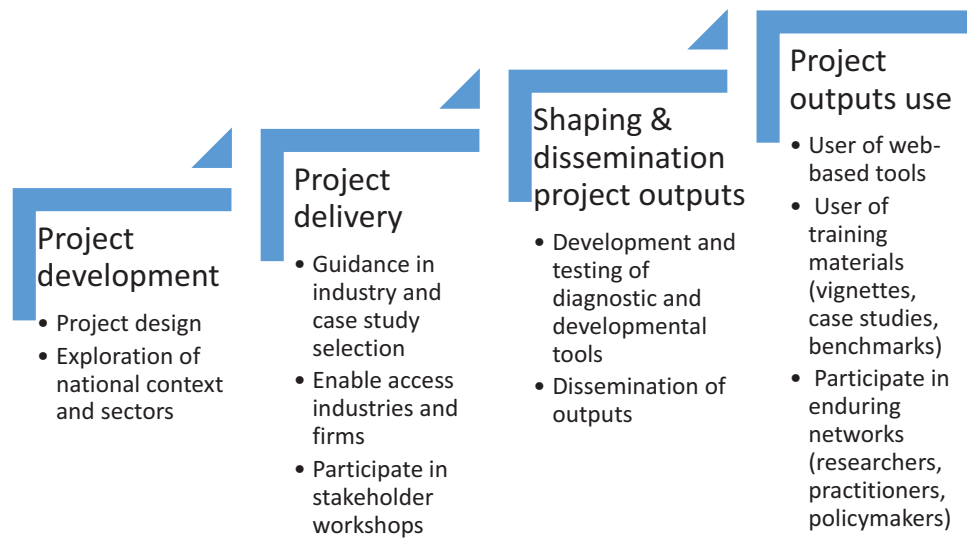 Project
development
• Project design
• Exploration of
national context
and sectors
Project
delivery
• Guidance in
industry and
case study
selection
• Enable access
industries and
firms
• Participate in
stakeholder
workshops
Shaping &
dissemination
project outputs
• Development and
testing of
diagnostic and
developmental
tools
• Dissemination of
outputs
Project
outputs use
• User of web-
based tools
• User of
training
materials
(vignettes,
case studies,
benchmarks)
• Participate in
enduring
networks
(researchers,
practitioners,
policymakers)